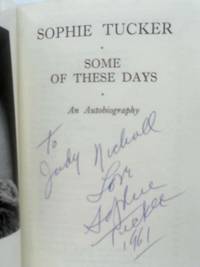 SOPHIE TUCKER
SOME
OF THESE DAYS
An Autobiography
To
Judy Nicholl
Love
Sophie
Tucker
1961